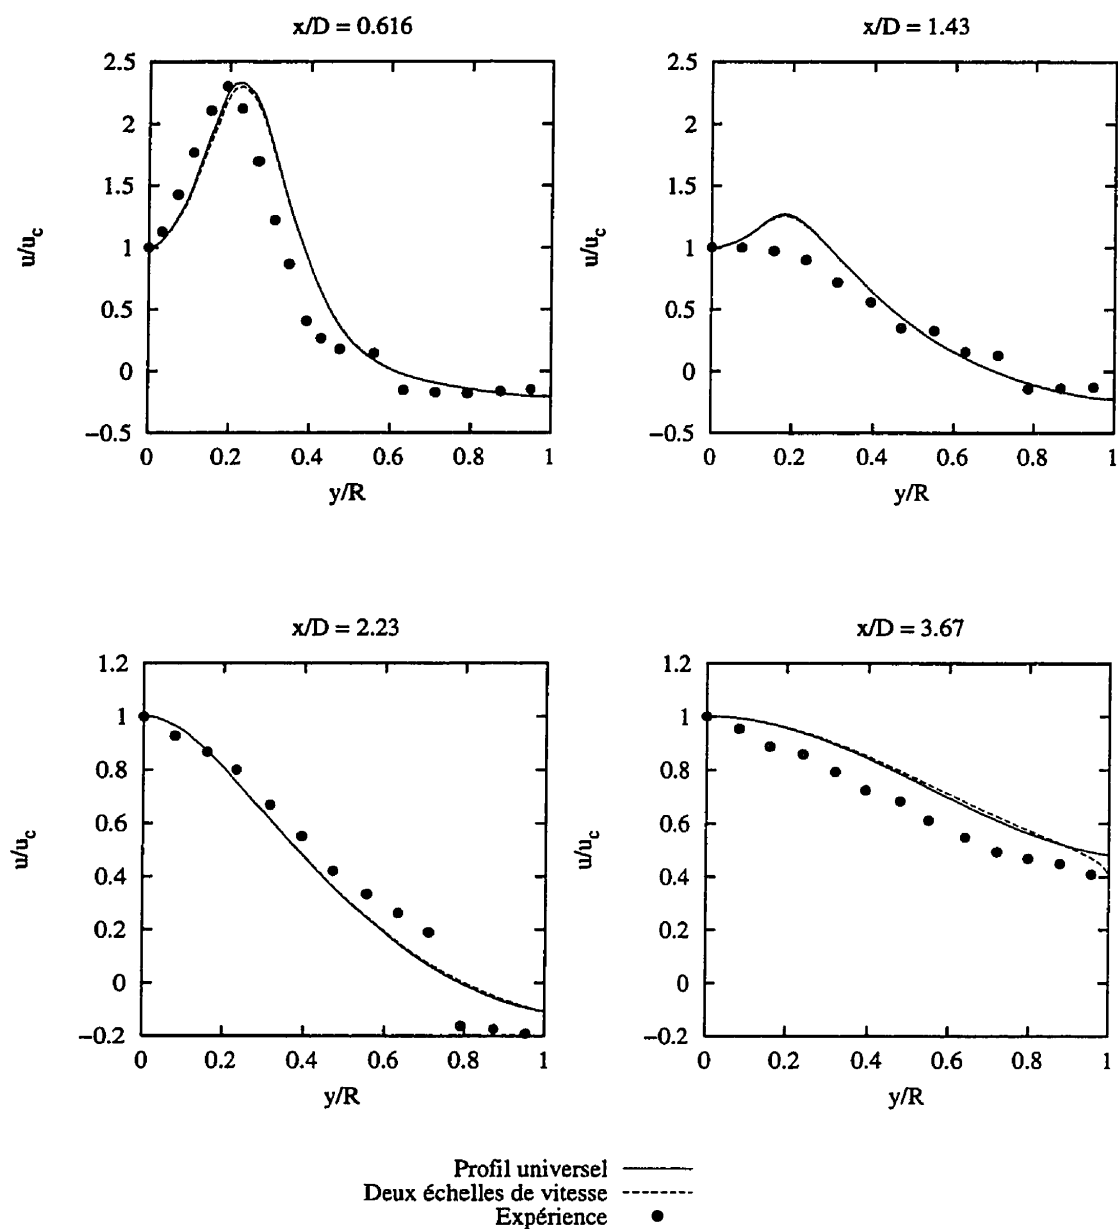 x/D = 0.616
2.5
2
1.5
1
0.5
0
−0.5
u/u_c
0 0.2 0.4 0.6 0.8 1
y/R
x/D = 1.43
2.5
2
1.5
1
0.5
0
−0.5
u/u_c
0 0.2 0.4 0.6 0.8 1
y/R
x/D = 2.23
1.2
1
0.8
0.6
0.4
0.2
0
−0.2
u/u_c
0 0.2 0.4 0.6 0.8 1
y/R
x/D = 3.67
1.2
1
0.8
0.6
0.4
0.2
0
−0.2
u/u_c
0 0.2 0.4 0.6 0.8 1
y/R
Profil universel
Deux échelles de vitesse
Expérience